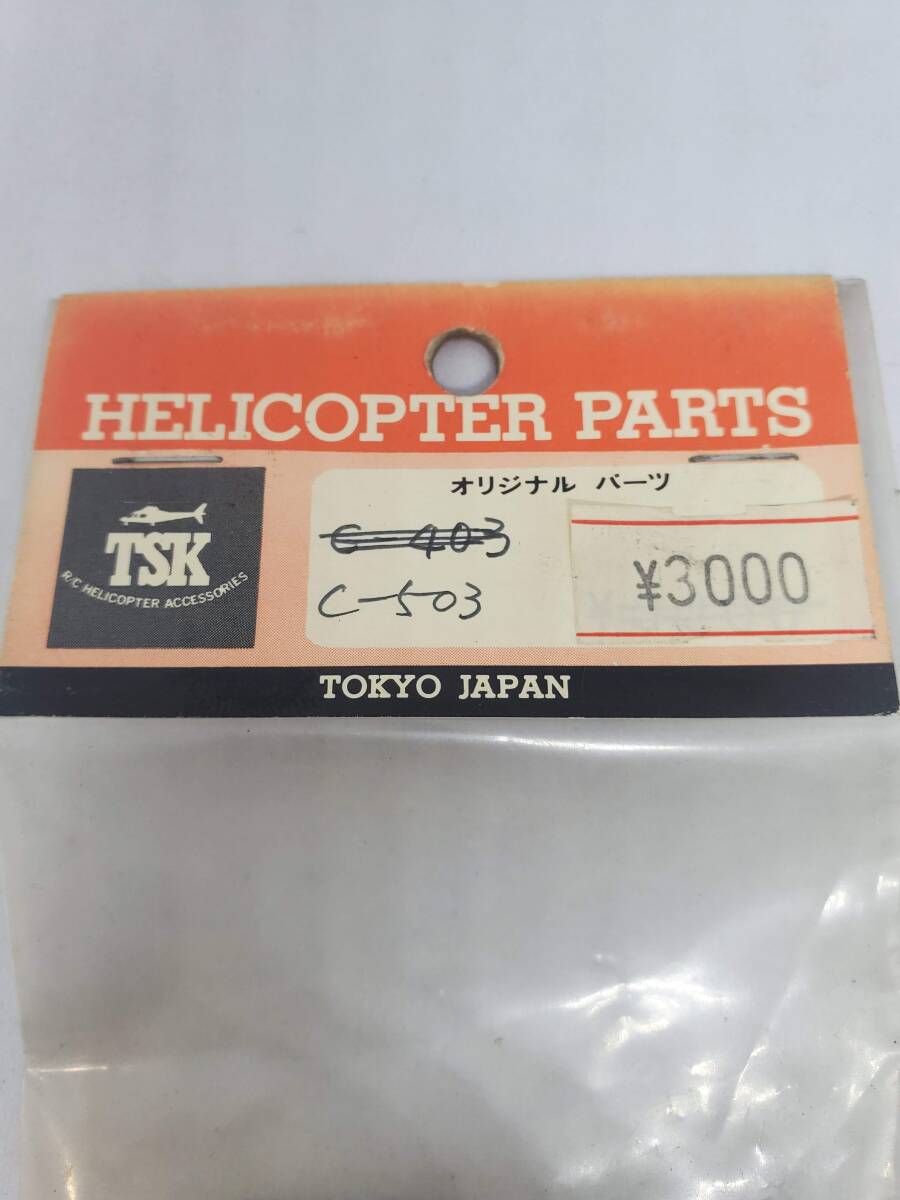 HELICOPTER PARTS
オリジナル パーツ
TSK
R/C HELICOPTER ACCESSORIES
C-403
C-503
¥3000
TOKYO JAPAN